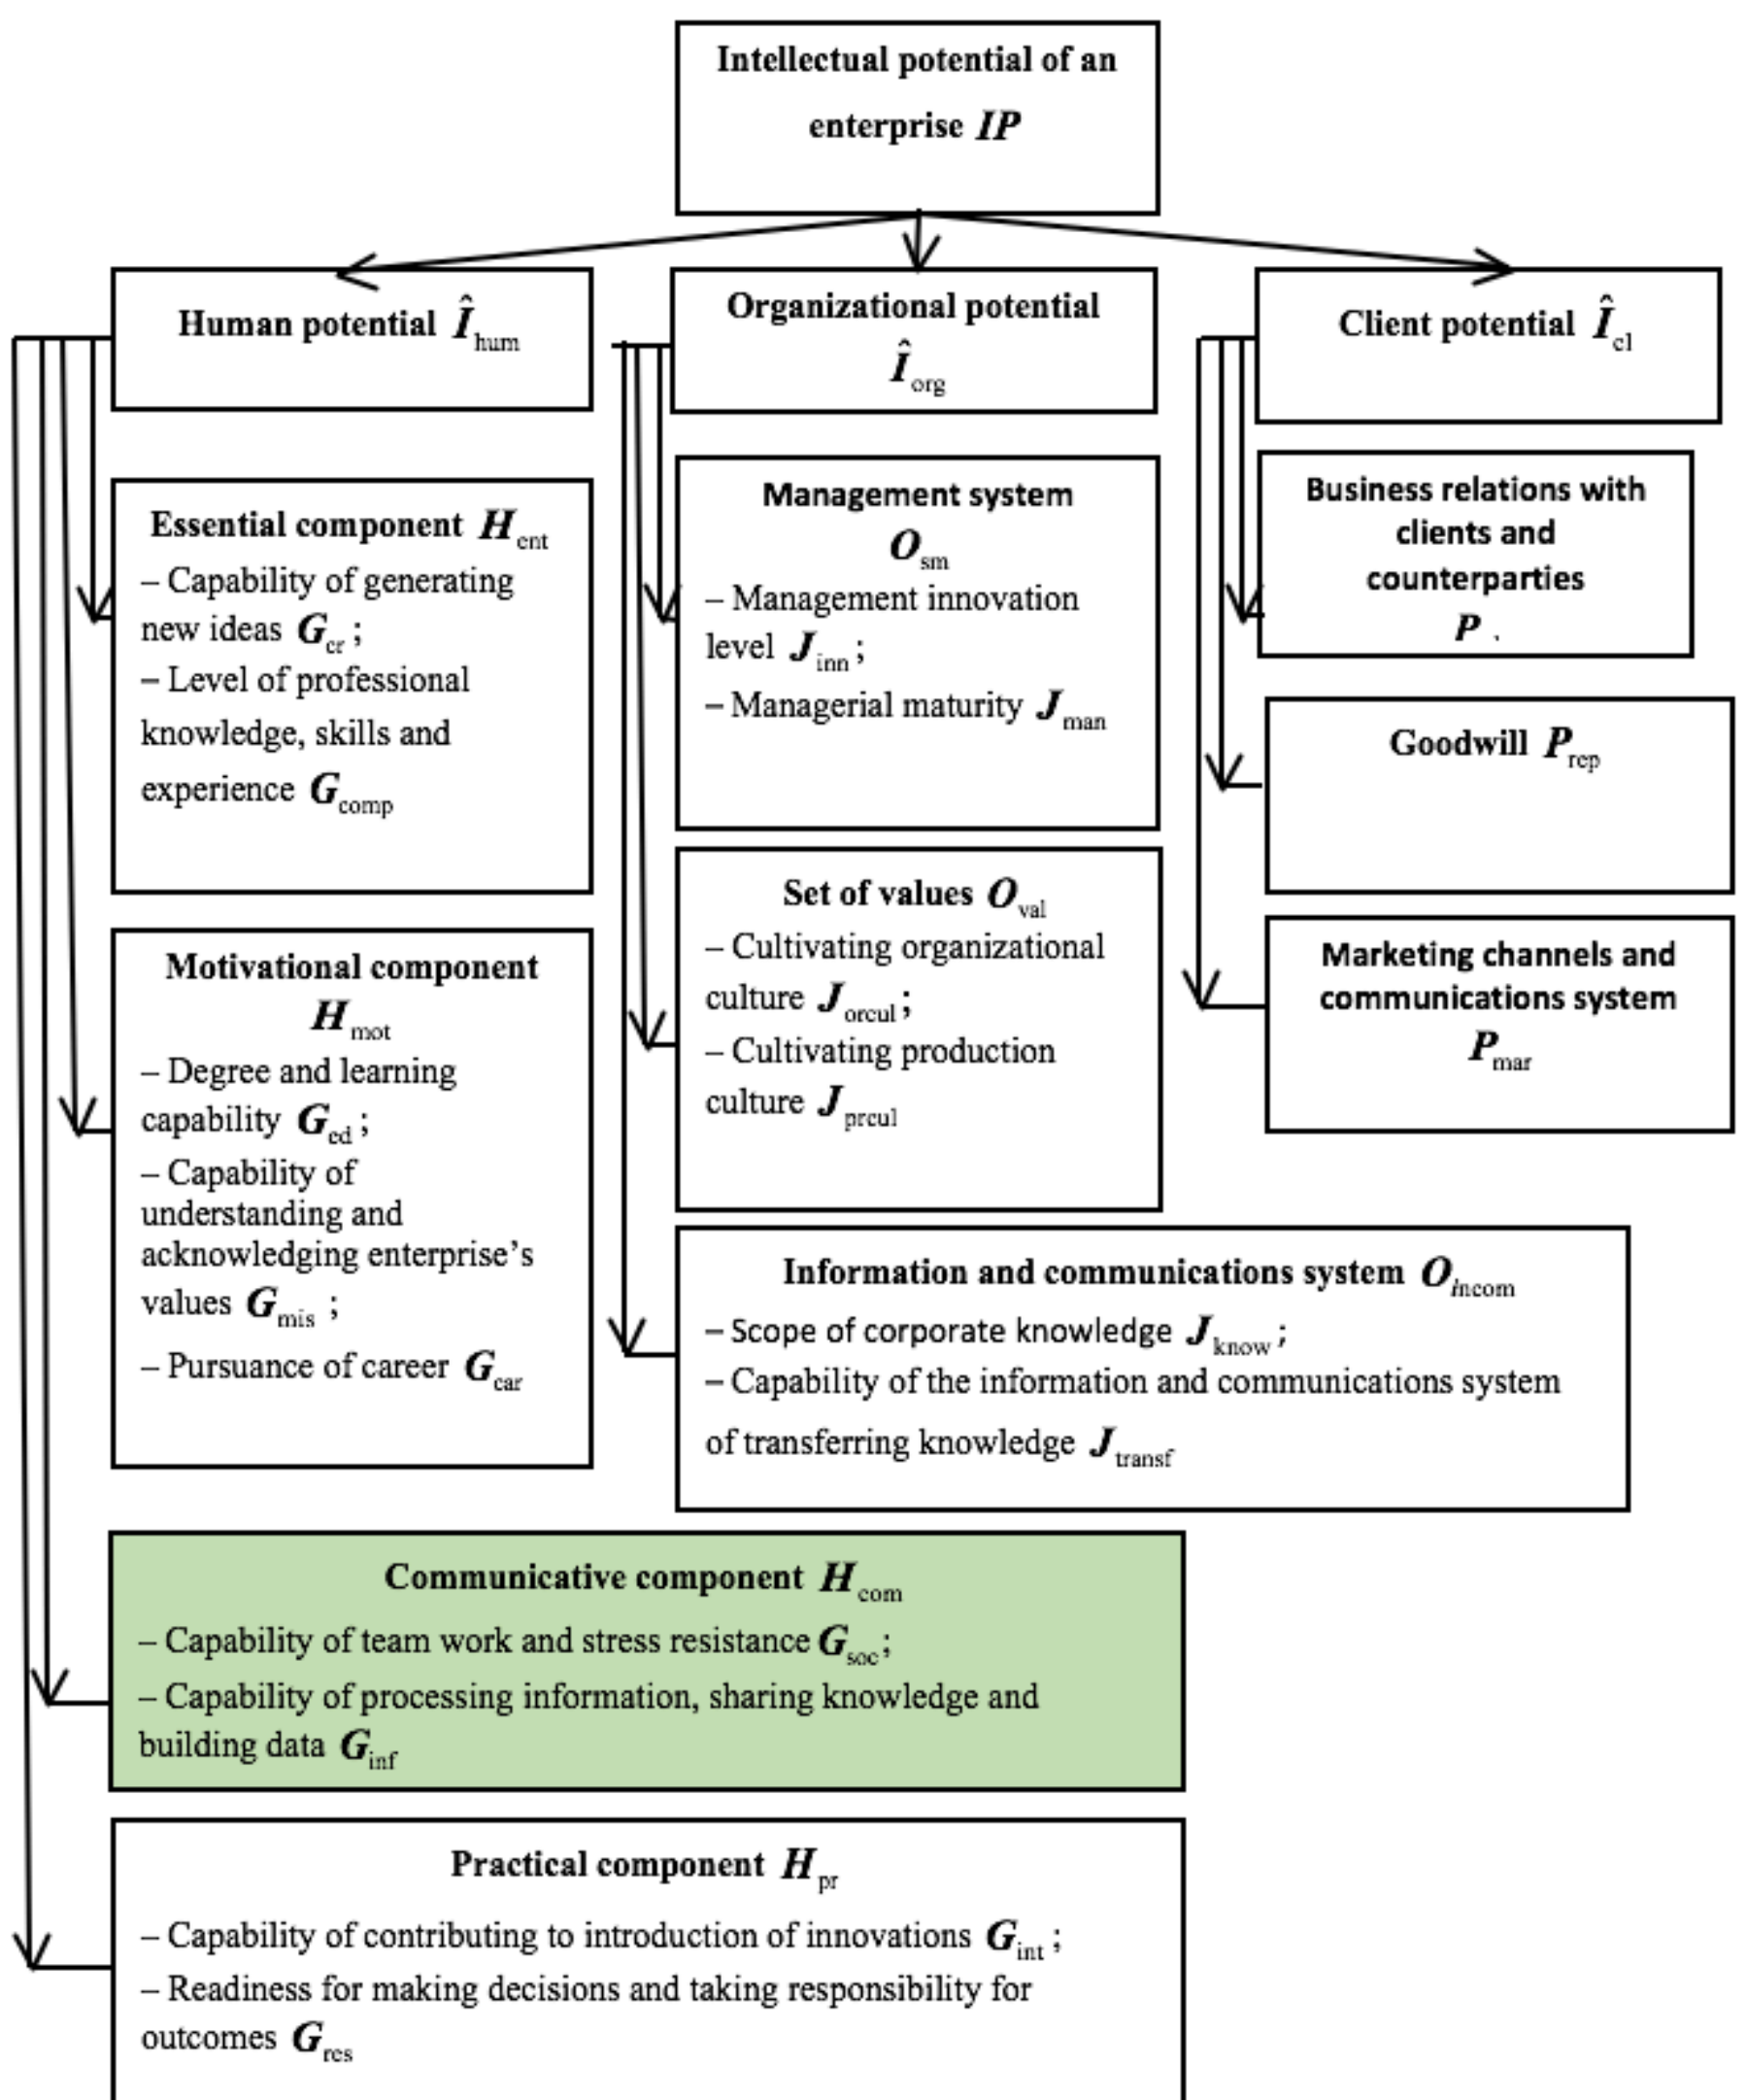 Intellectual potential of an
enterprise IP
Human potential Î hum
Organizational potential
Î org
Client potential Î cl
Essential component H ent
– Capability of generating
new ideas G cr ;
– Level of professional
knowledge, skills and
experience G comp
Motivational component
H mot
– Degree and learning
capability G ed ;
– Capability of
understanding and
acknowledging enterprise’s
values G mis ;
– Pursuance of career G car
Management system
O sm
– Management innovation
level J inn ;
– Managerial maturity J man
Set of values O val
– Cultivating organizational
culture J orcul ;
– Cultivating production
culture J prcul
Information and communications system O Incom
– Scope of corporate knowledge J know ;
– Capability of the information and communications system
of transferring knowledge J transf
Business relations with
clients and
counterparties
P
Goodwill P rep
Marketing channels and
communications system
P mar
Communicative component H com
– Capability of team work and stress resistance G soc ;
– Capability of processing information, sharing knowledge and
building data G inf
Practical component H pr
– Capability of contributing to introduction of innovations G int ;
– Readiness for making decisions and taking responsibility for
outcomes G res